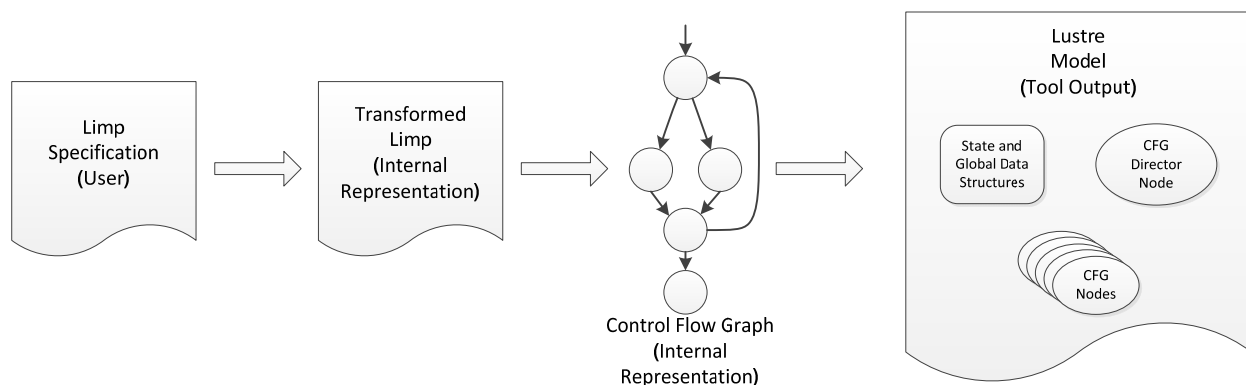 Limp
Specification
(User)
Transformed
Limp
(Internal
Representation)
Control Flow Graph
(Internal
Representation)
Lustre
Model
(Tool Output)
State and
Global Data
Structures
CFG
Director
Node
CFG
Nodes